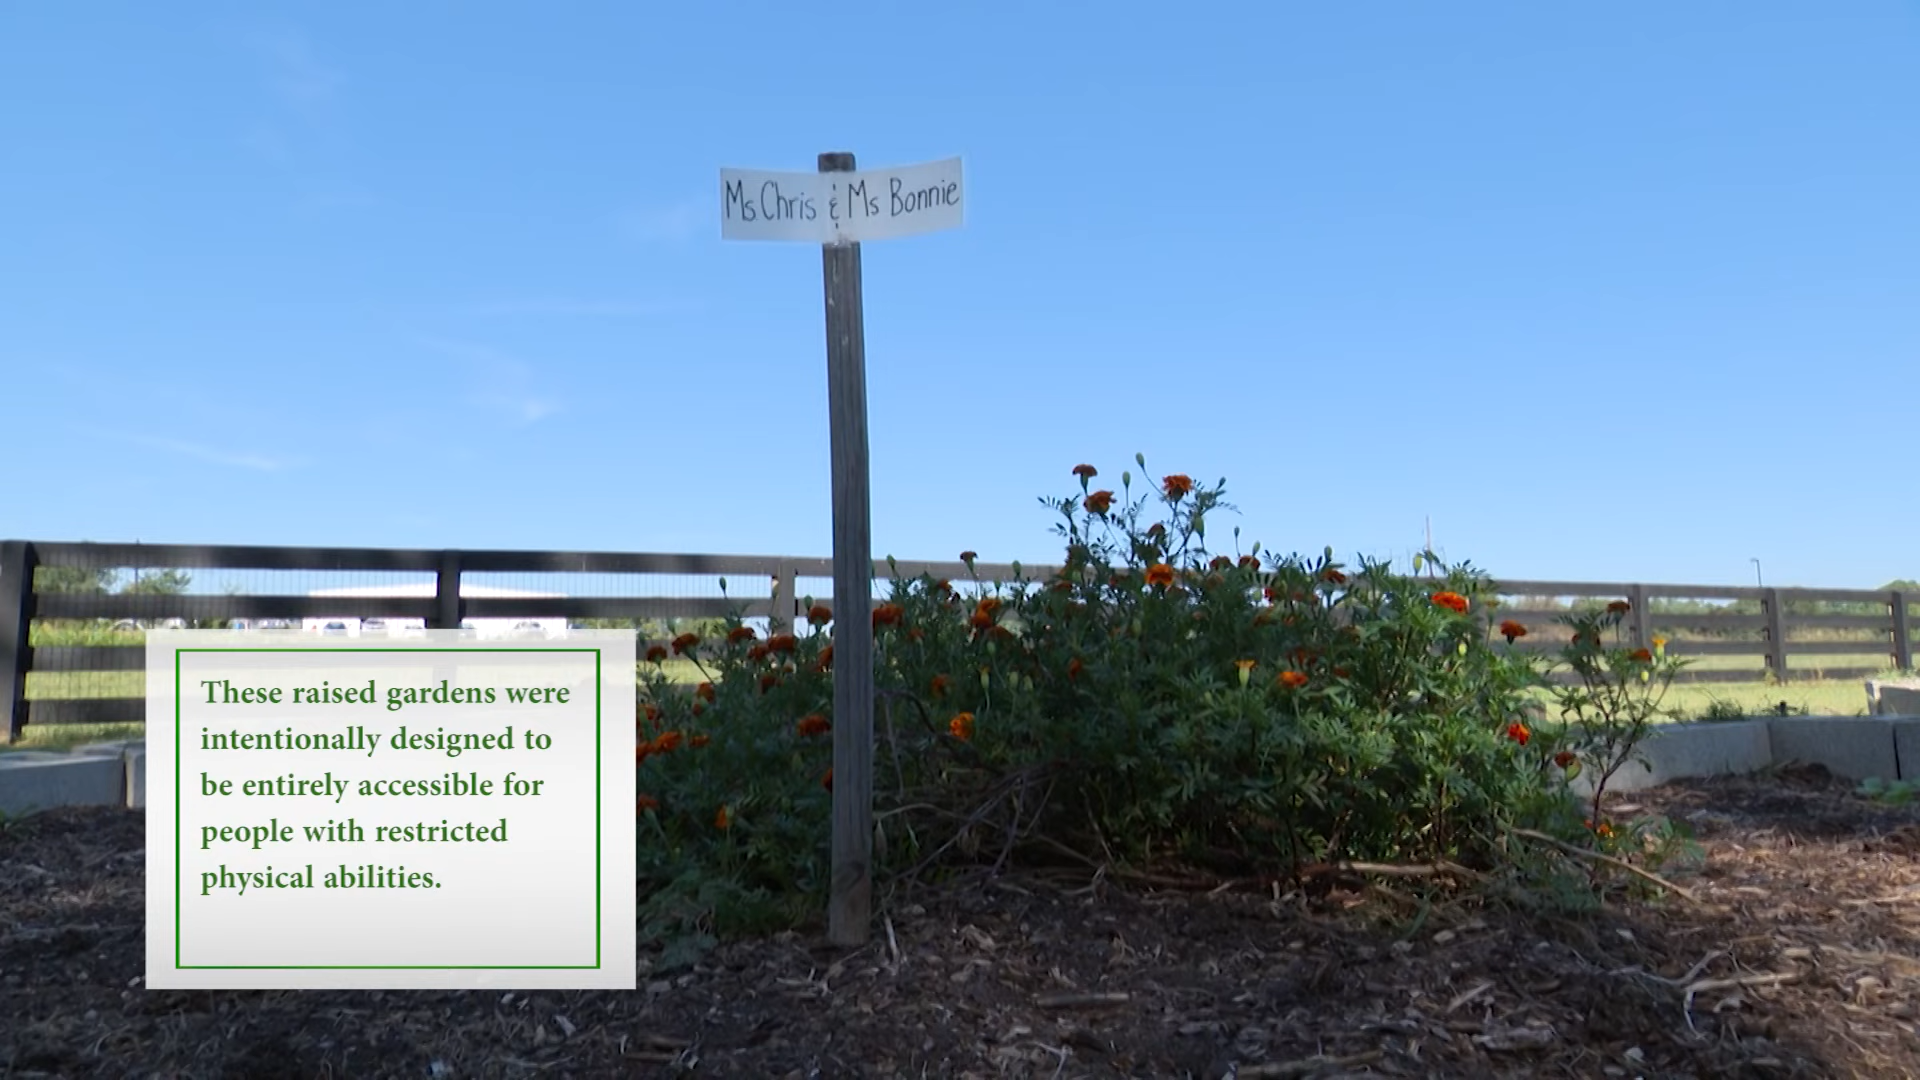 Ms Chris & Ms Bonnie
These raised gardens were
intentionally designed to
be entirely accessible for
people with restricted
physical abilities.